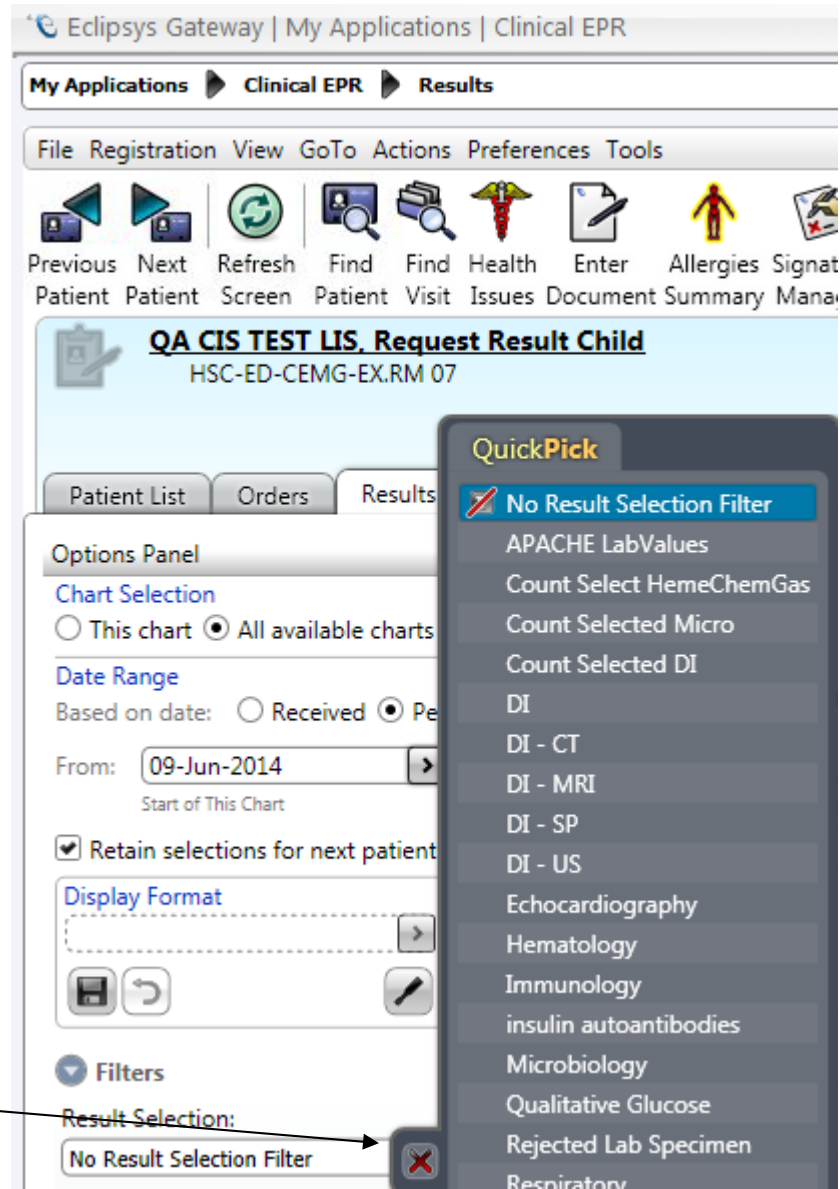 Eclipsys Gateway | My Applications | Clinical EPR
My Applications Clinical EPR Results
File Registration View GoTo Actions Preferences Tools
Previous Next Refresh Find Find Health Enter Allergies Signat
Patient Patient Screen Patient Visit Issues Document Summary Mana
QA CIS TEST LIS, Request Result Child
HSC-ED-CEMG-EX.RM 07
Patient List Orders Results
Options Panel
Chart Selection
This chart All available charts
Date Range
Based on date: Received Pe
From: 09-Jun-2014
Start of This Chart
Retain selections for next patient
Display Format
Filters
Result Selection:
No Result Selection Filter
QuickPick
No Result Selection Filter
APACHE LabValues
Count Select HemeChemGas
Count Selected Micro
Count Selected DI
DI
DI - CT
DI - MRI
DI - SP
DI - US
Echocardiography
Hematology
Immunology
insulin autoantibodies
Microbiology
Qualitative Glucose
Rejected Lab Specimen
Respiratory